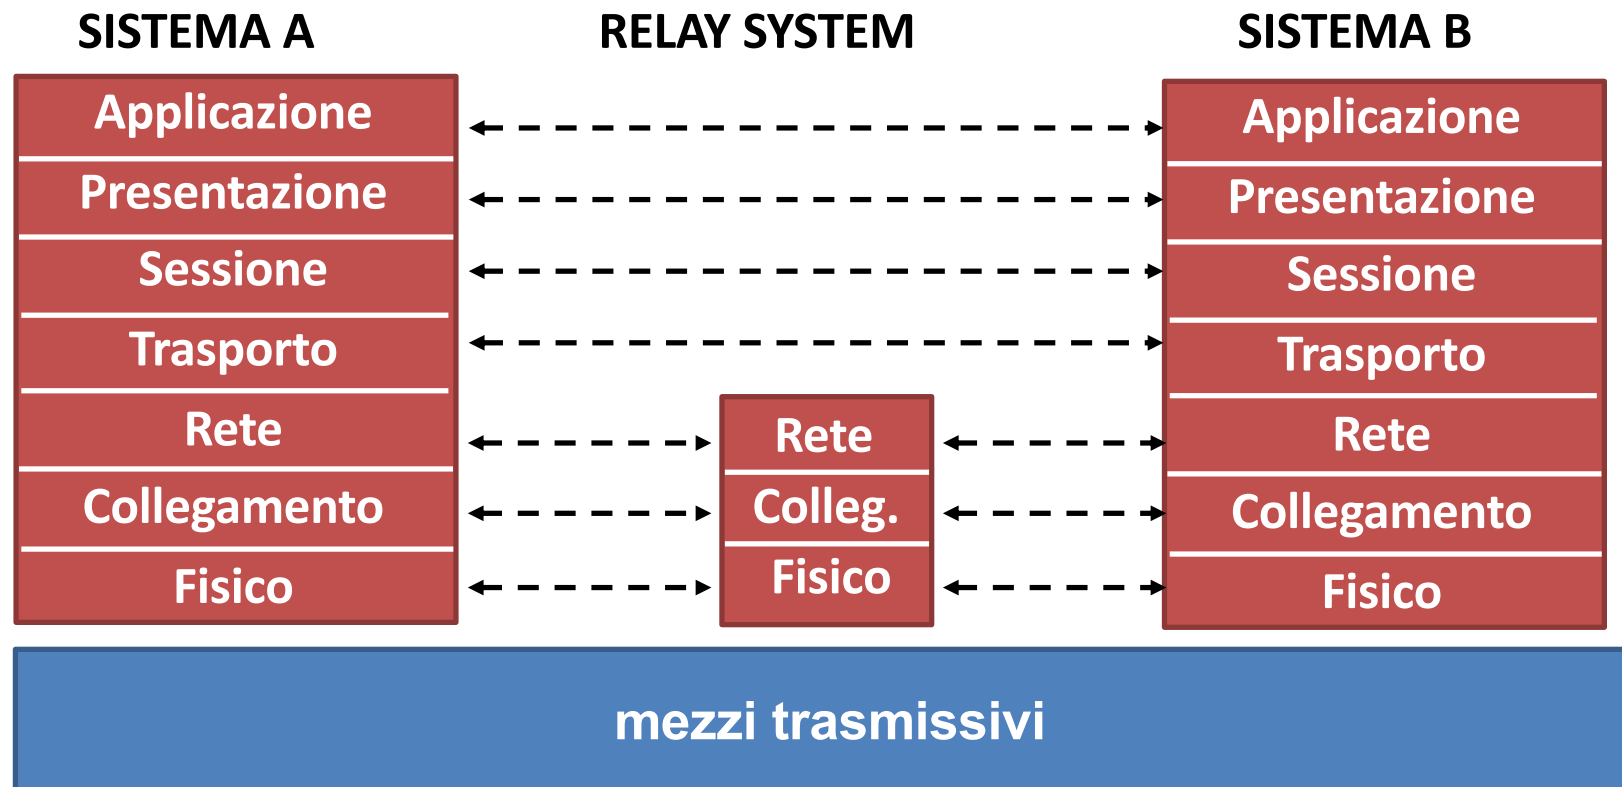 SISTEMA A
RELAY SYSTEM
SISTEMA B
Applicazione
Presentazione
Sessione
Trasporto
Rete
Collegamento
Fisico
Rete
Colleg.
Fisico
Applicazione
Presentazione
Sessione
Trasporto
Rete
Collegamento
Fisico
mezzi trasmissivi